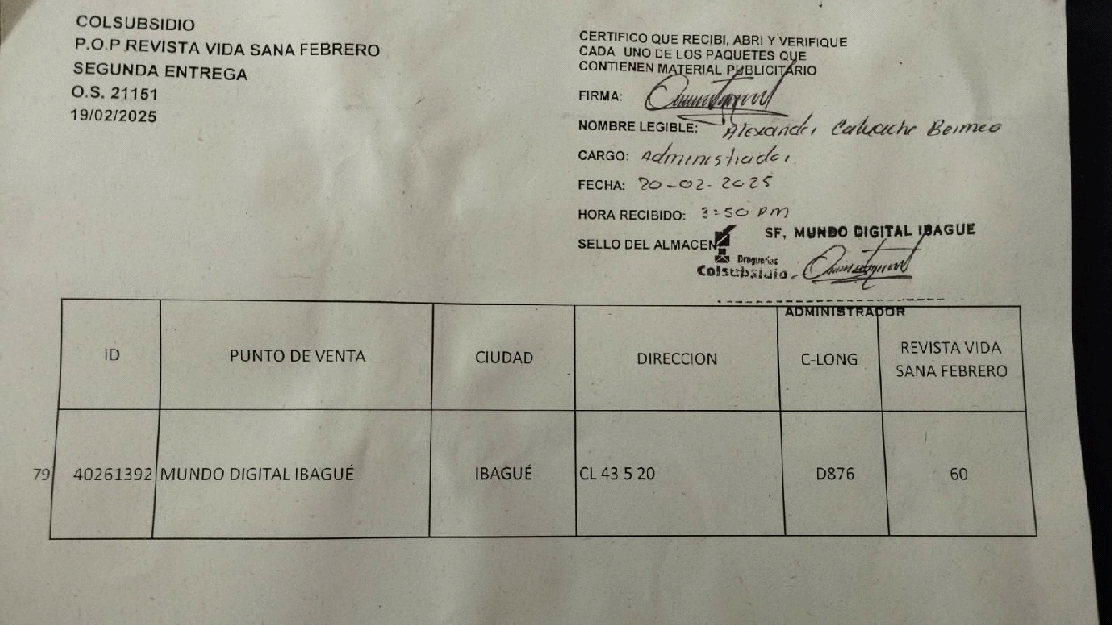 COLSUBSIDIO
P.O.P REVISTA VIDA SANA FEBRERO
SEGUNDA ENTREGA
O.S. 21151
19/02/2025
CERTIFICO QUE RECIBI, ABRI Y VERIFIQUE
CADA UNO DE LOS PAQUETES QUE
CONTIENEN MATERIAL PUBLICITARIO
FIRMA:
NOMBRE LEGIBLE: Alexander Bermeo
CARGO: Administrador
FECHA: 20-02-2025
HORA RECIBIDO: 3:50 PM
SELLO DEL ALMACEN
SF, MUNDO DIGITAL IBAGUE
Droguerías
Colsubsidio
ADMINISTRADOR
ID PUNTO DE VENTA CIUDAD DIRECCION C-LONG REVISTA VIDA
SANA FEBRERO
79 40261392 MUNDO DIGITAL IBAGUÉ IBAGUÉ CL 43 5 20 D876 60